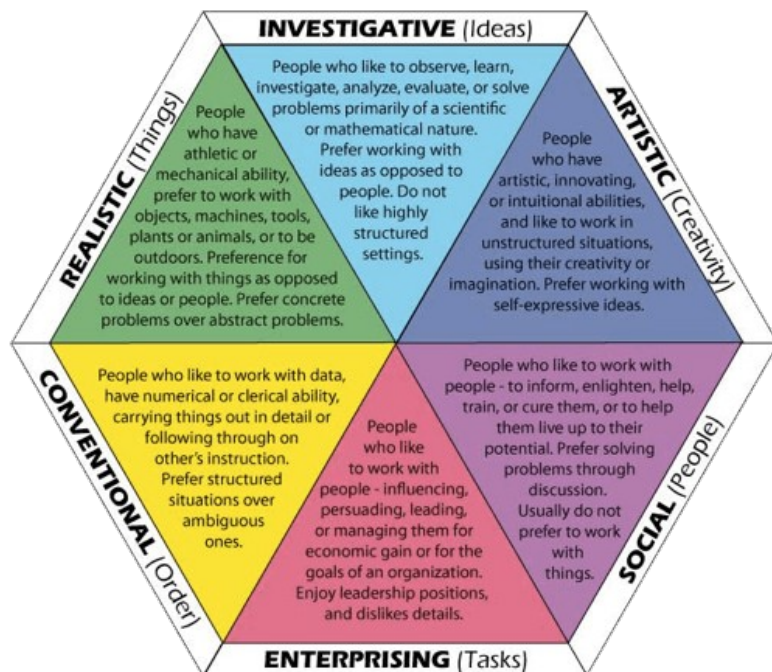 INVESTIGATIVE (Ideas)
People who like to observe, learn,
investigate, analyze, evaluate, or solve
problems primarily of a scientific
or mathematical nature.
Prefer working with
ideas as opposed to
people. Do not
like highly
structured
settings.
ARTISTIC (Creativity)
People
who have
artistic, innovating,
or intuitional abilities,
and like to work in
unstructured situations,
using their creativity or
imagination. Prefer working with
self-expressive ideas.
SOCIAL (People)
People who like to work with
people - to inform, enlighten, help,
train, or cure them, or to help
them live up to their
potential. Prefer solving
problems through
discussion.
Usually do not
prefer to work
with
things.
ENTERPRISING (Tasks)
People
who like
to work with
people - influencing,
persuading, leading,
or managing them for
economic gain or for the
goals of an organization.
Enjoy leadership positions,
and dislikes details.
CONVENTIONAL (Order)
People who like to work with data,
have numerical or clerical ability,
carrying things out in detail or
following through on
other's instruction.
Prefer structured
situations over
ambiguous
ones.
REALISTIC (Things)
People
who have
athletic or
mechanical ability,
prefer to work with
objects, machines, tools,
plants or animals, or to be
outdoors. Preference for
working with things as opposed
to ideas or people. Prefer concrete
problems over abstract problems.